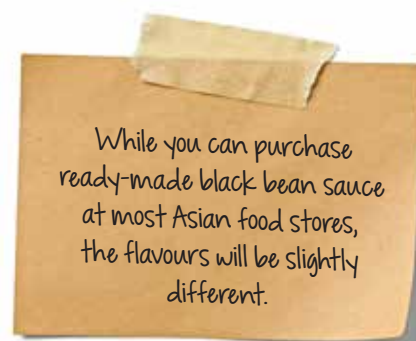 While you can purchase
ready-made black bean sauce
at most Asian food stores,
the flavours will be slightly
different.